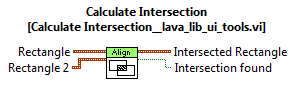 Calculate Intersection
[Calculate Intersection__lava_lib_ui_tools.vi]
Rectangle
Align
Intersected Rectangle
Rectangle 2
Intersection found